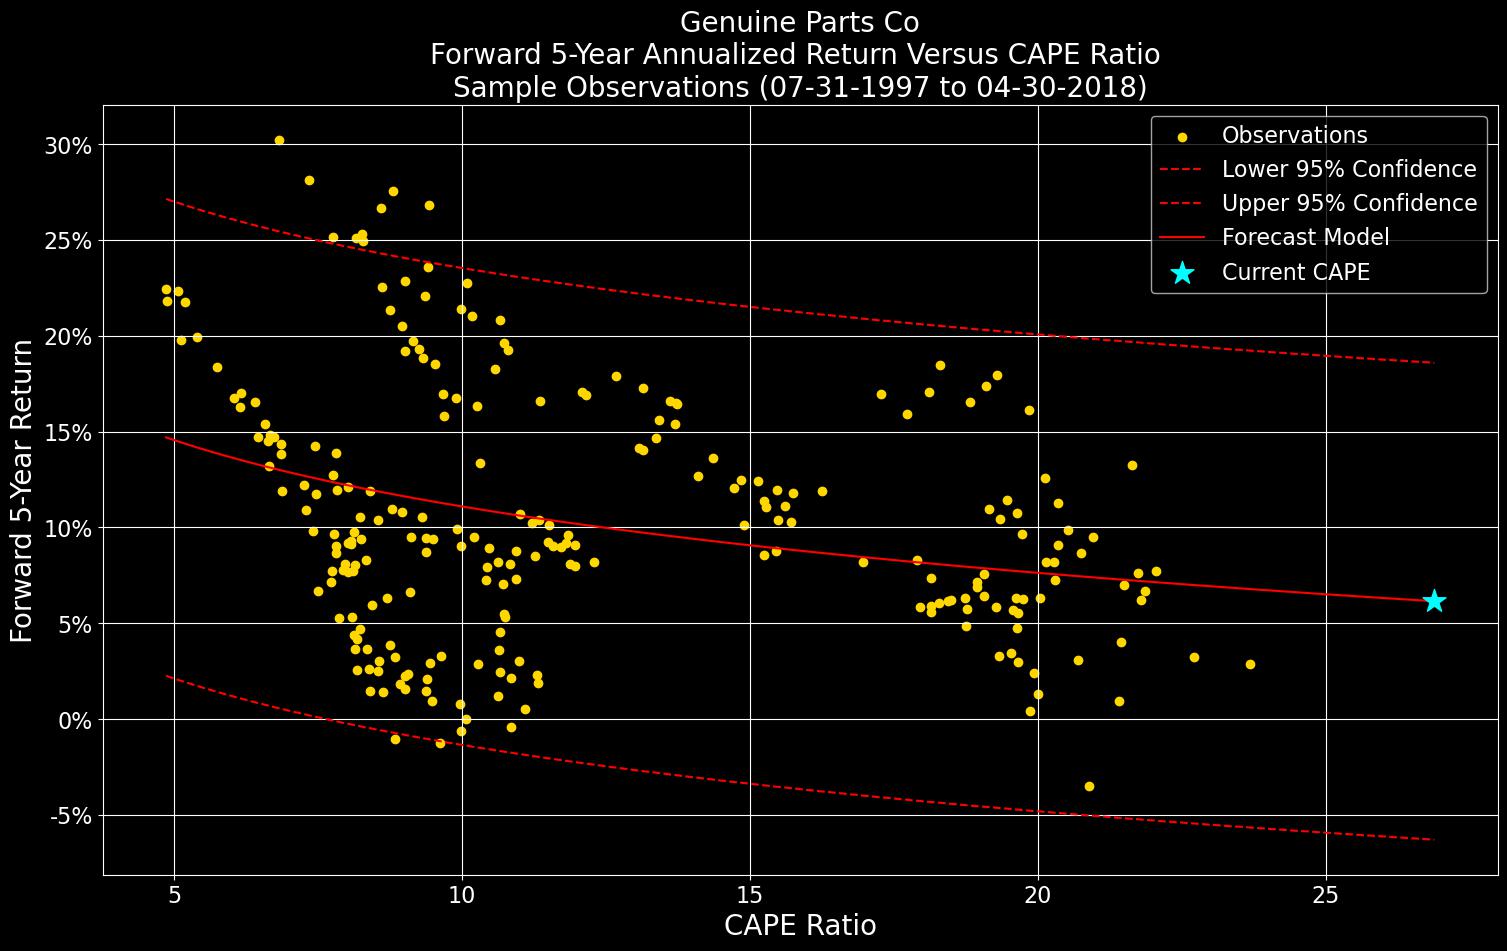 Genuine Parts Co
Forward 5-Year Annualized Return Versus CAPE Ratio
Sample Observations (07-31-1997 to 04-30-2018)
Observations
Lower 95% Confidence
Upper 95% Confidence
Forecast Model
Current CAPE
Forward 5-Year Return
30%
25%
20%
15%
10%
5%
0%
-5%
5 10 15 20 25
CAPE Ratio